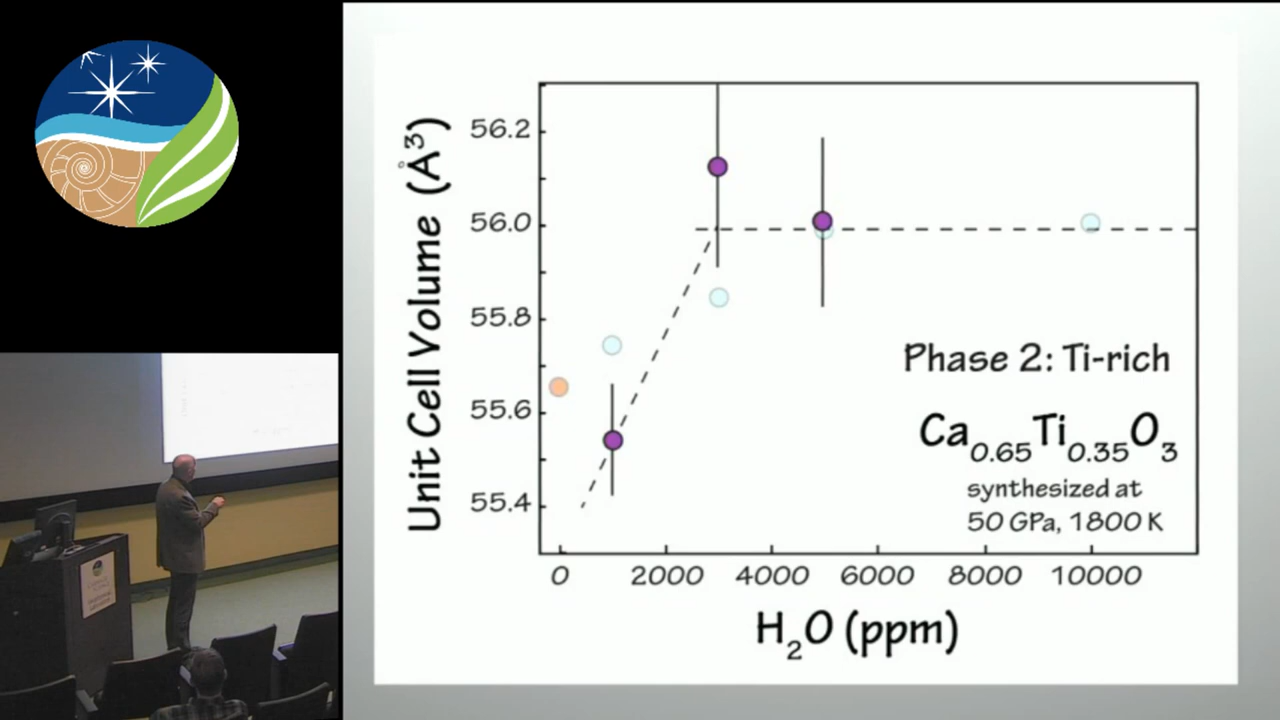 Unit Cell Volume (Å³)
56.2
56.0
55.8
55.6
55.4
Phase 2: Ti-rich
Ca0.65Ti0.35O3
synthesized at
50 GPa, 1800 K
0 2000 4000 6000 8000 10000
H2O (ppm)